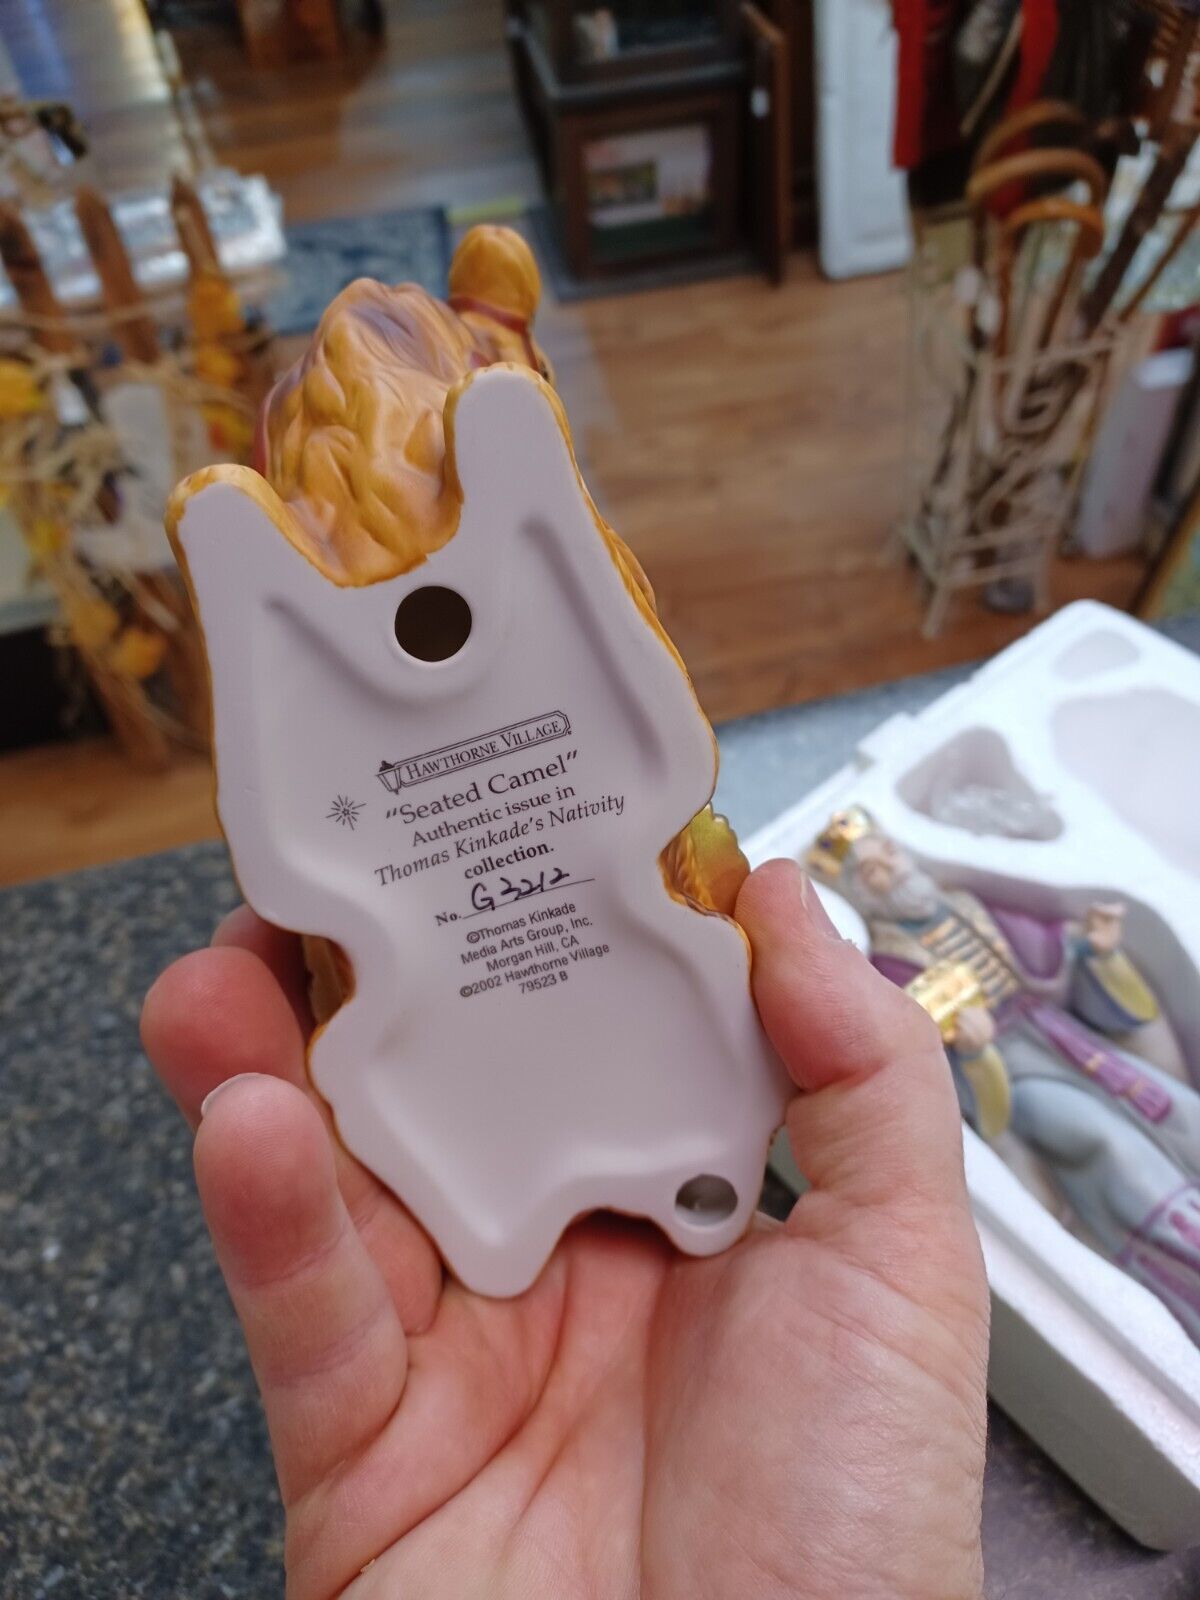 HAWTHORNE VILLAGE
"Seated Camel"
Authentic issue in
Thomas Kinkade's Nativity
collection.
No. G3212
©Thomas Kinkade
Media Arts Group, Inc.
Morgan Hill, CA
©2002 Hawthorne Village
79523 B